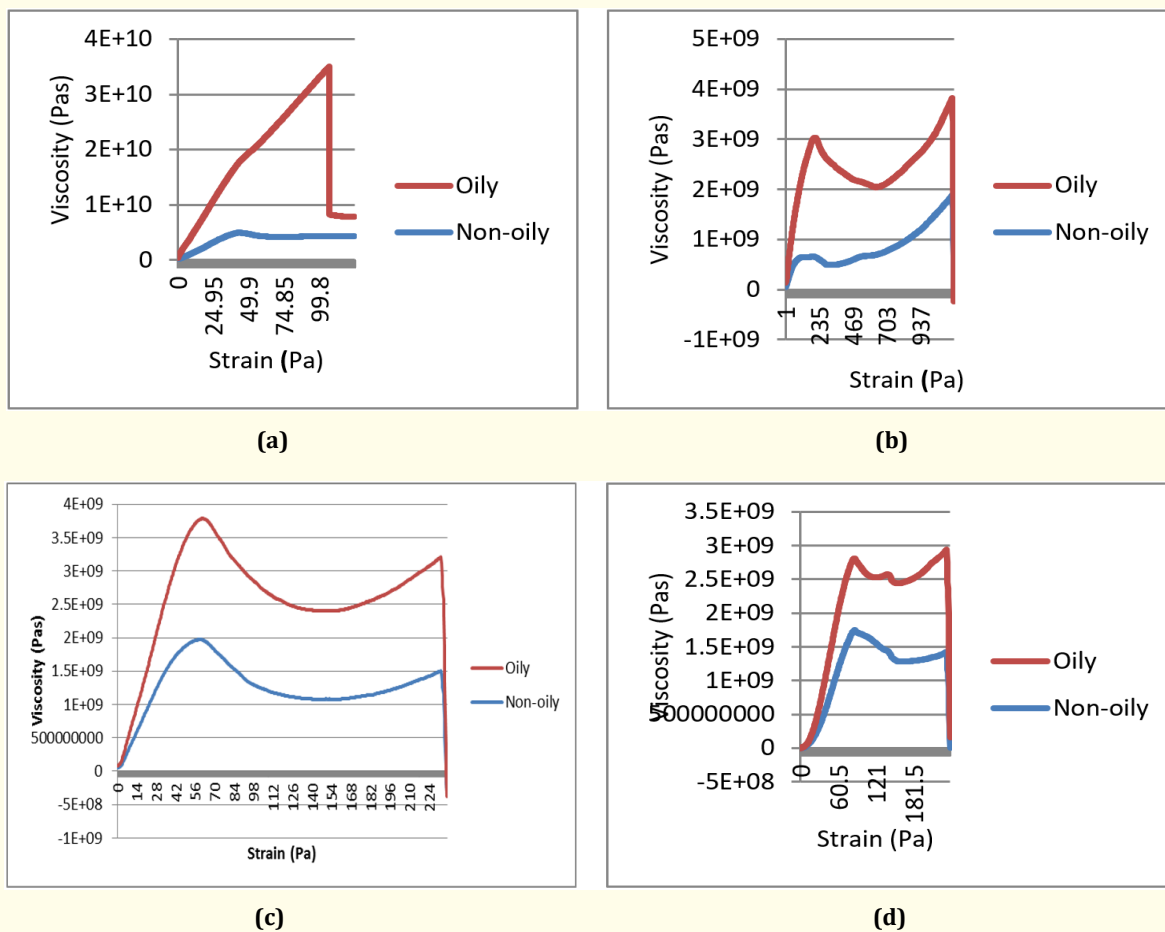 4E+10
3E+10
2E+10
1E+10
0
Viscosity (Pas)
0
24.95
49.9
74.85
99.8
Strain (Pa)
Oily
Non-oily
(a)
5E+09
4E+09
3E+09
2E+09
1E+09
0
-1E+09
Viscosity (Pas)
1
235
469
703
937
Strain (Pa)
Oily
Non-oily
(b)
4E+09
3.5E+09
3E+09
2.5E+09
2E+09
1.5E+09
1E+09
500000000
0
-5E+08
-1E+09
Viscosity (Pas)
0
14
28
42
56
70
84
98
112
126
140
154
168
182
196
210
224
Strain (Pa)
Oily
Non-oily
(c)
3.5E+09
3E+09
2.5E+09
2E+09
1.5E+09
1E+09
500000000
0
-5E+08
Viscosity (Pas)
0
60.5
121
181.5
Strain (Pa)
Oily
Non-oily
(d)